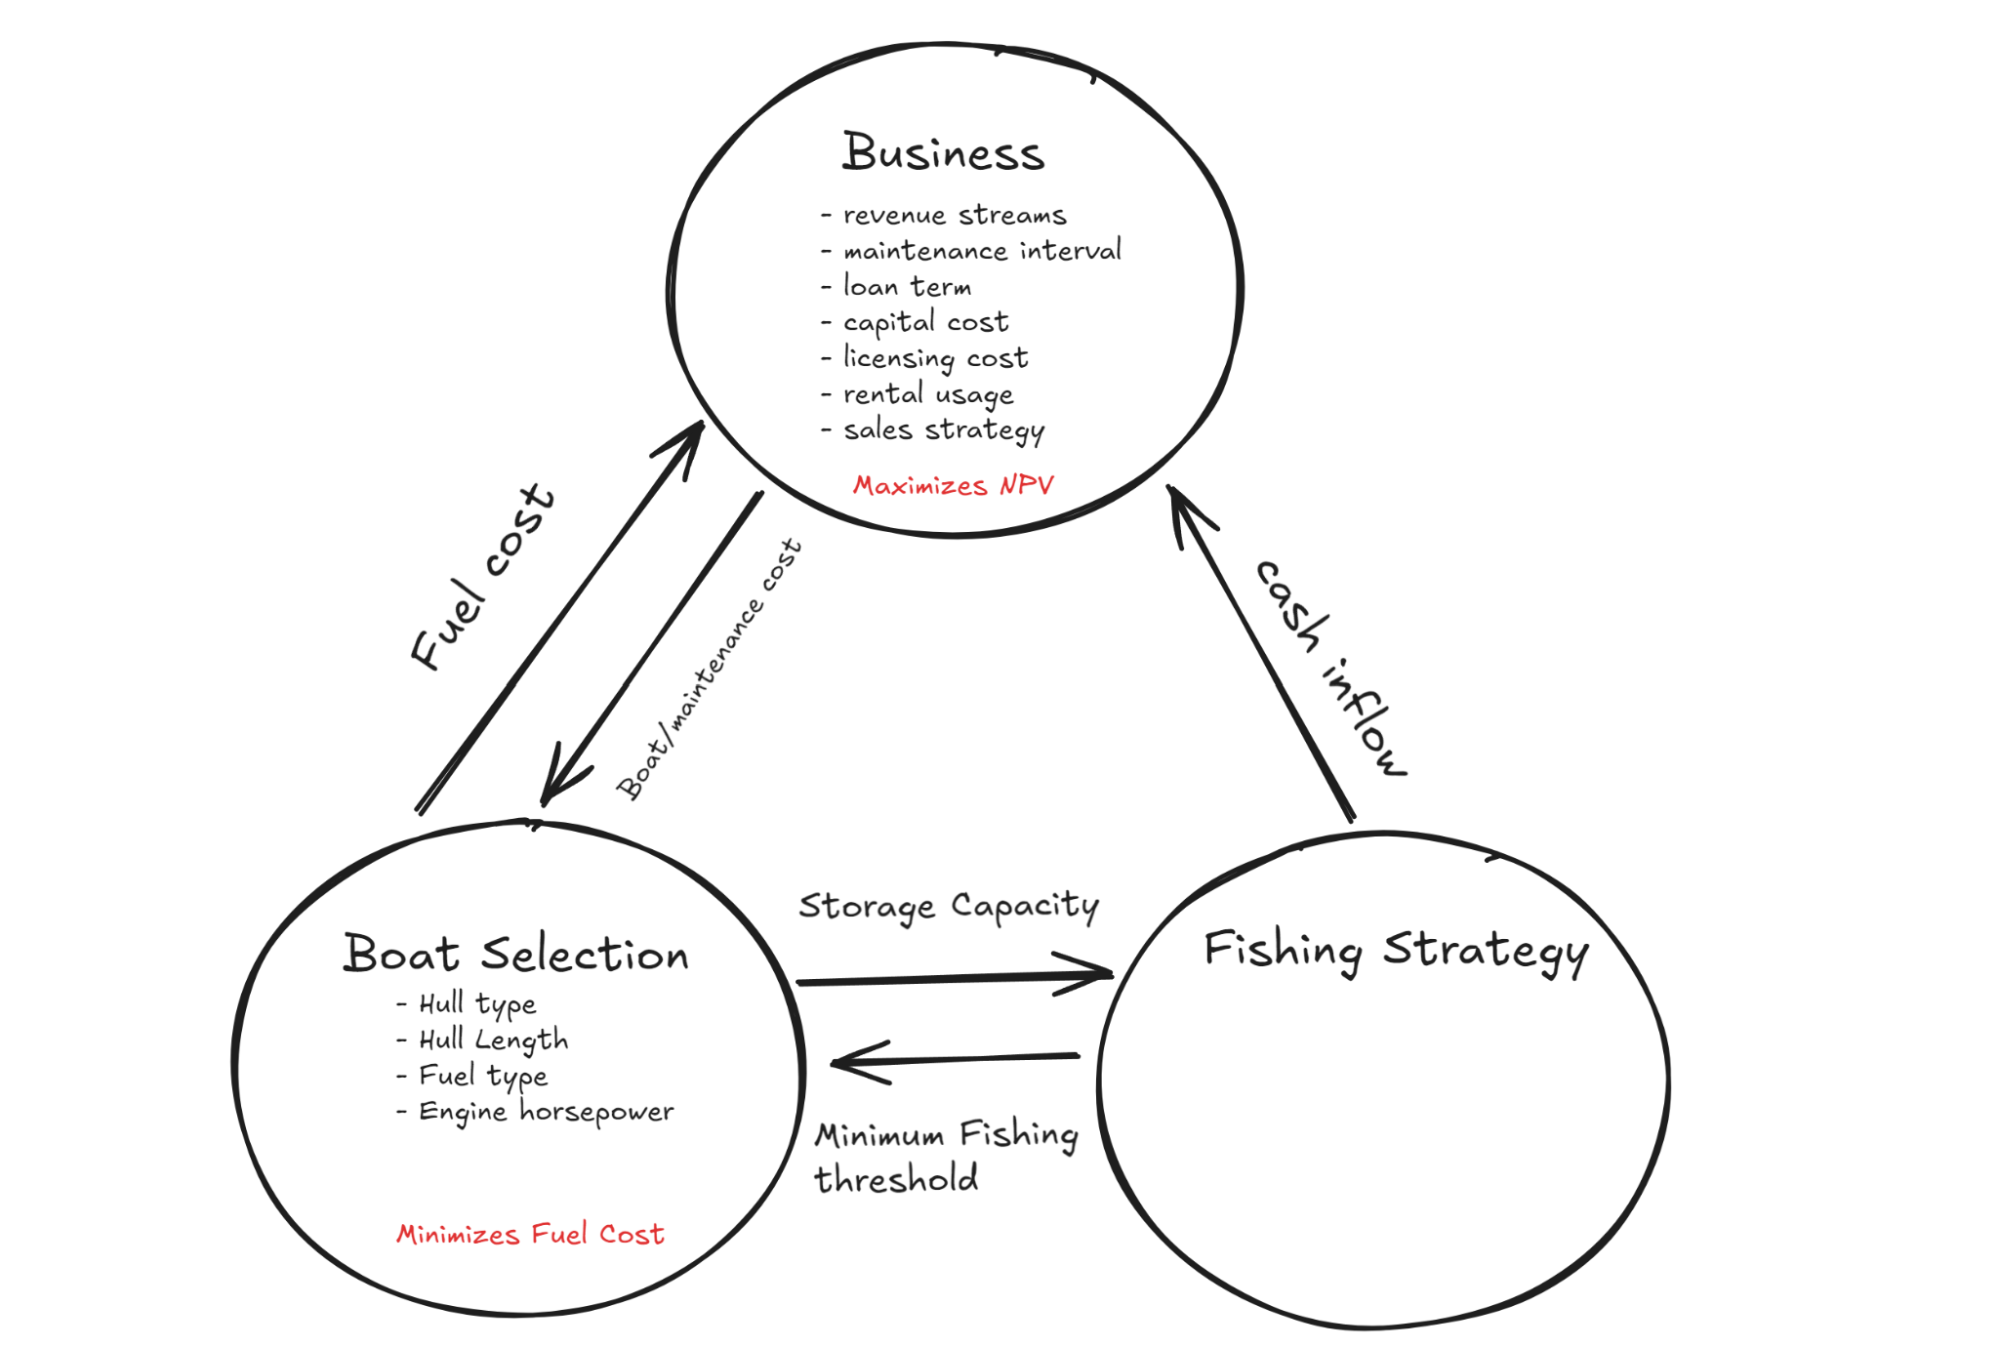 Business
- revenue streams
- maintenance interval
- loan term
- capital cost
- licensing cost
- rental usage
- sales strategy
Maximizes NPV
Fuel cost
Boat/maintenance cost
cash inflow
Boat Selection
- Hull type
- Hull Length
- Fuel type
- Engine horsepower
Minimizes Fuel Cost
Storage Capacity
Minimum Fishing
threshold
Fishing Strategy